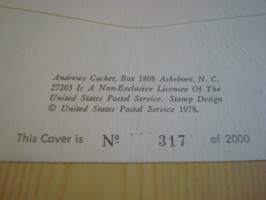 Andrews Cachet, Box 1808 Asheboro, N. C.
27203 Is A Non-Exclusive Licensee Of The
United States Postal Service. Stamp Design
© United States Postal Service 1978.
This Cover is Nº 317 of 2000